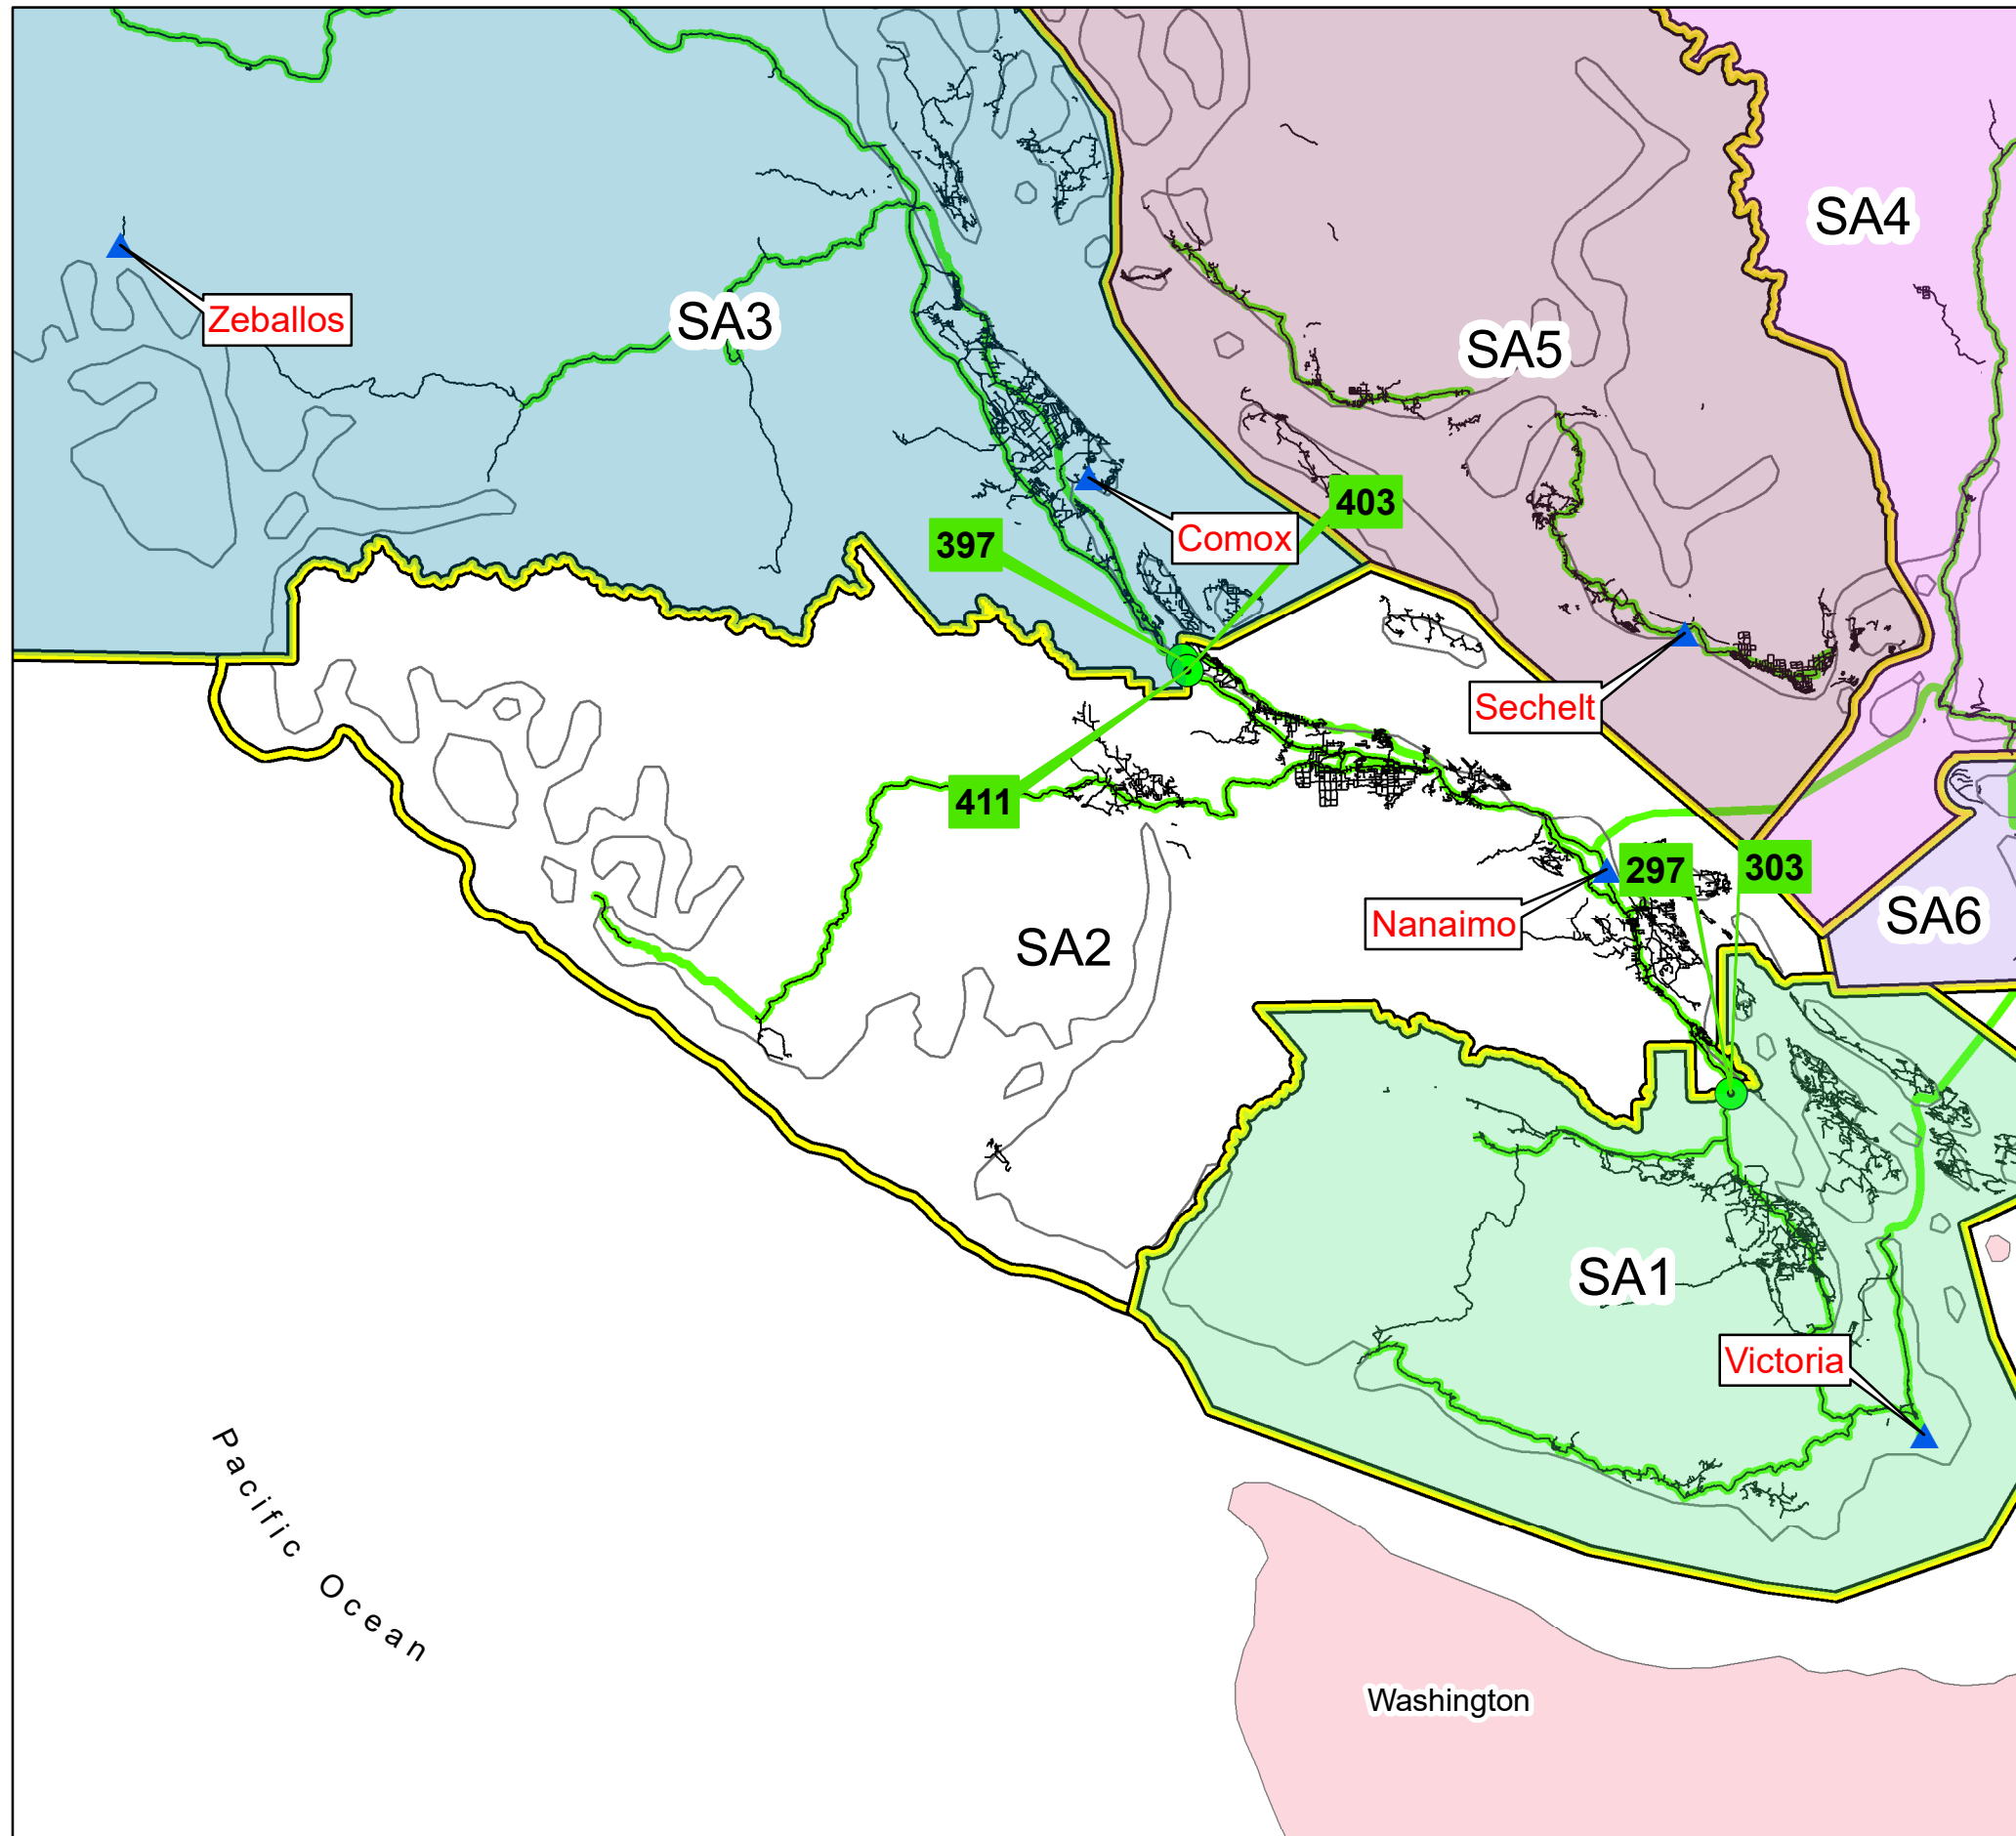 SA4
Zeballos
SA3
SA5
403
397
Comox
Sechelt
411
297
303
Nanaimo
SA6
SA2
SA1
Victoria
Pacific Ocean
Washington